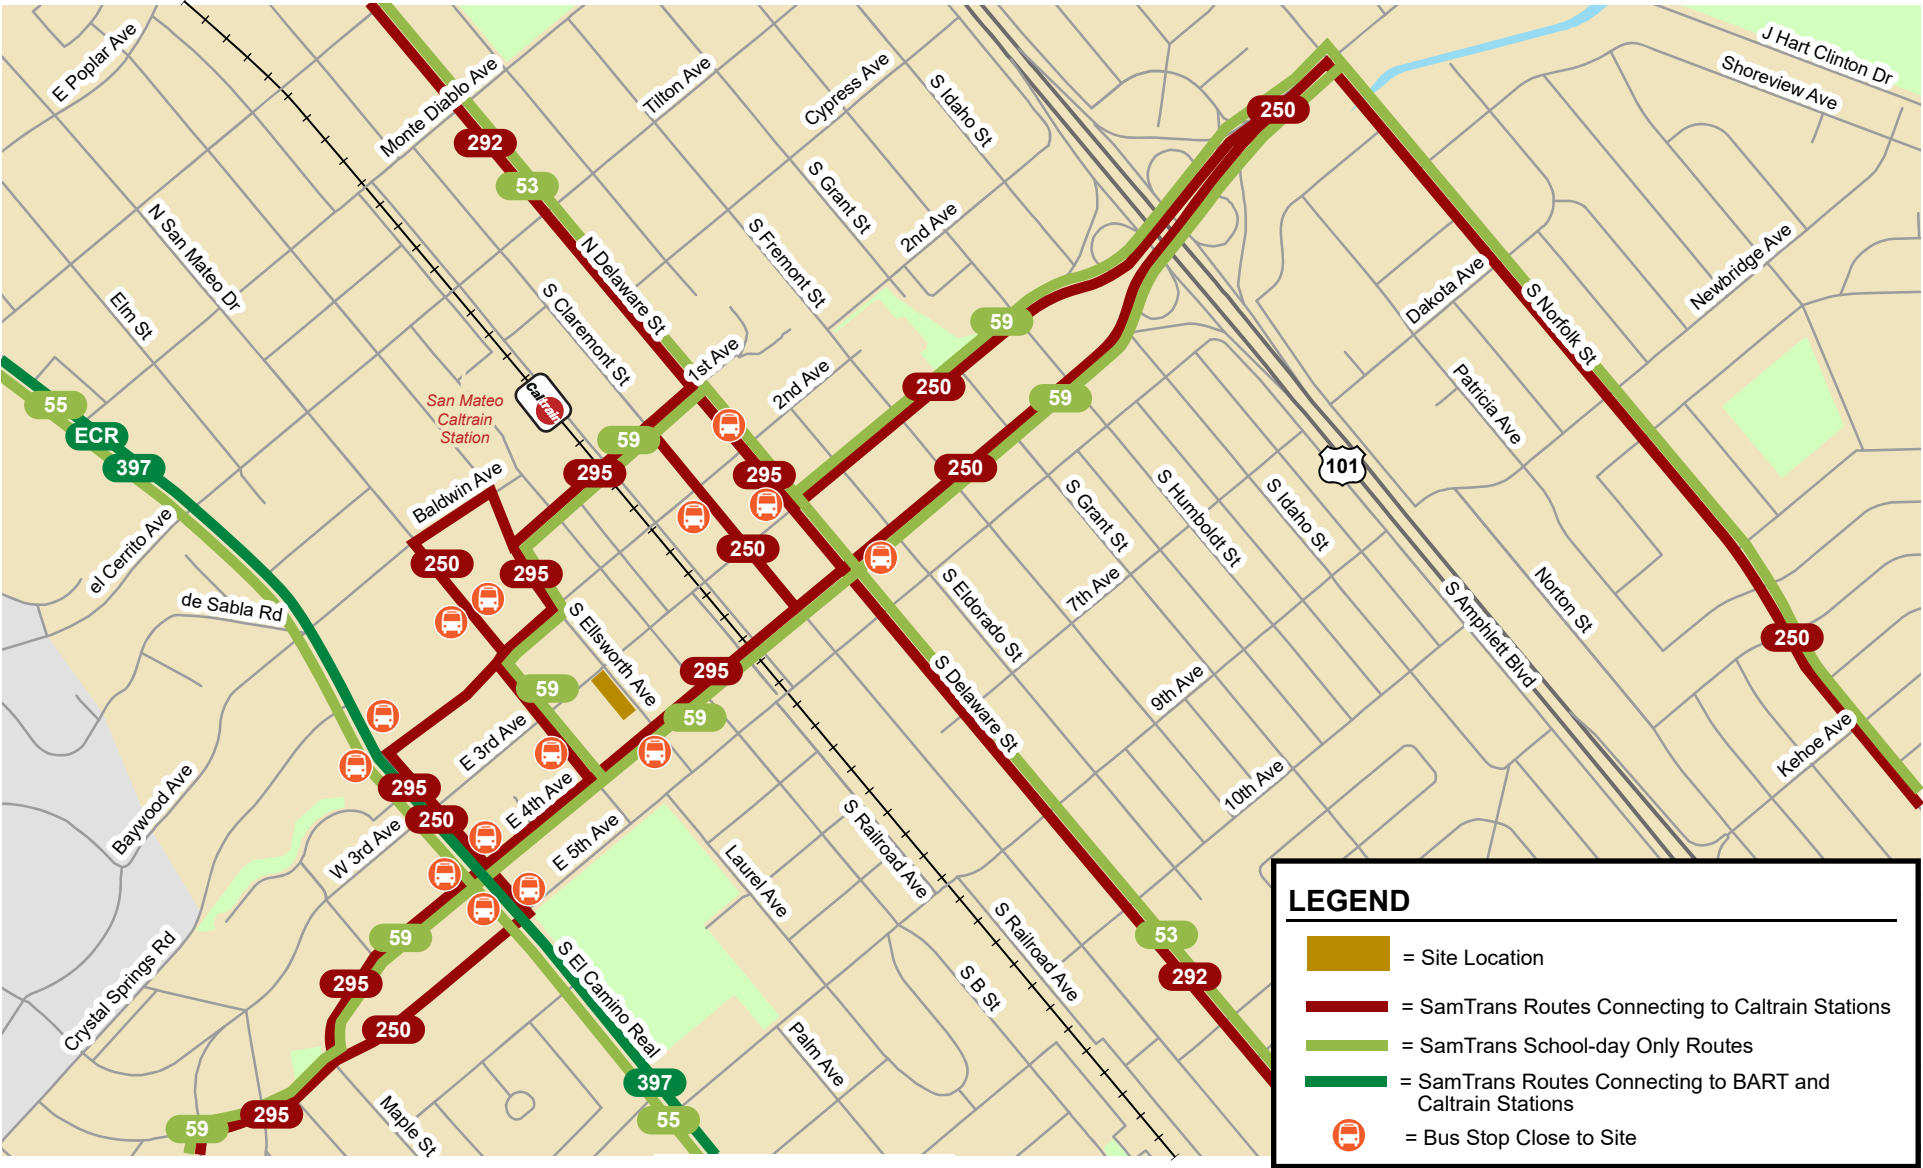 E Poplar Ave
Monte Diablo Ave
Tilton Ave
Cypress Ave
S Idaho St
J Hart Clinton Dr
Shoreview Ave
250
292
53
S Grant St
2nd Ave
N San Mateo Dr
N Delaware St
S Fremont St
Newbridge Ave
Dakota Ave
S Norfolk St
Elm St
S Claremont St
59
1st Ave
2nd Ave
250
Patricia Ave
55
ECR
397
San Mateo
Caltrain
Station
Caltrain
59
59
295
295
250
101
Baldwin Ave
S Grant St
S Humboldt St
S Idaho St
el Cerrito Ave
250
295
250
de Sabla Rd
S Ellsworth Ave
S Eldorado St
7th Ave
S Amphlett Blvd
Norton St
250
295
59
59
S Delaware St
9th Ave
E 3rd Ave
Kehoe Ave
295
250
E 4th Ave
10th Ave
Baywood Ave
W 3rd Ave
E 5th Ave
S Railroad Ave
Laurel Ave
59
S Railroad Ave
53
292
Crystal Springs Rd
295
250
S El Camino Real
S B St
Palm Ave
397
55
295
59
Maple St
LEGEND
= Site Location
= SamTrans Routes Connecting to Caltrain Stations
= SamTrans School-day Only Routes
= SamTrans Routes Connecting to BART and
Caltrain Stations
= Bus Stop Close to Site